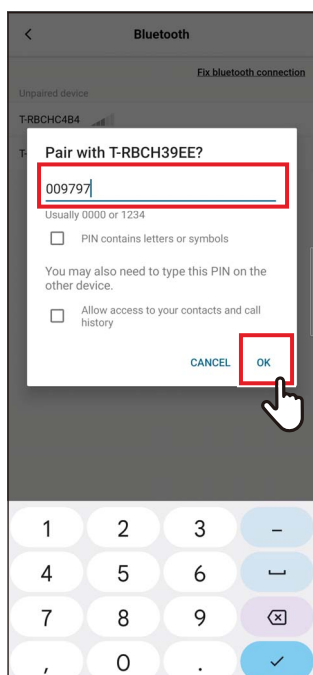 Bluetooth
Fix bluetooth connection
Unpaired device
T-RBCHC4B4
T-
Pair with T-RBCH39EE?
009797
Usually 0000 or 1234
PIN contains letters or symbols
You may also need to type this PIN on the
other device.
Allow access to your contacts and call
history
CANCEL OK
1 2 3 –
4 5 6
7 8 9
, 0 .